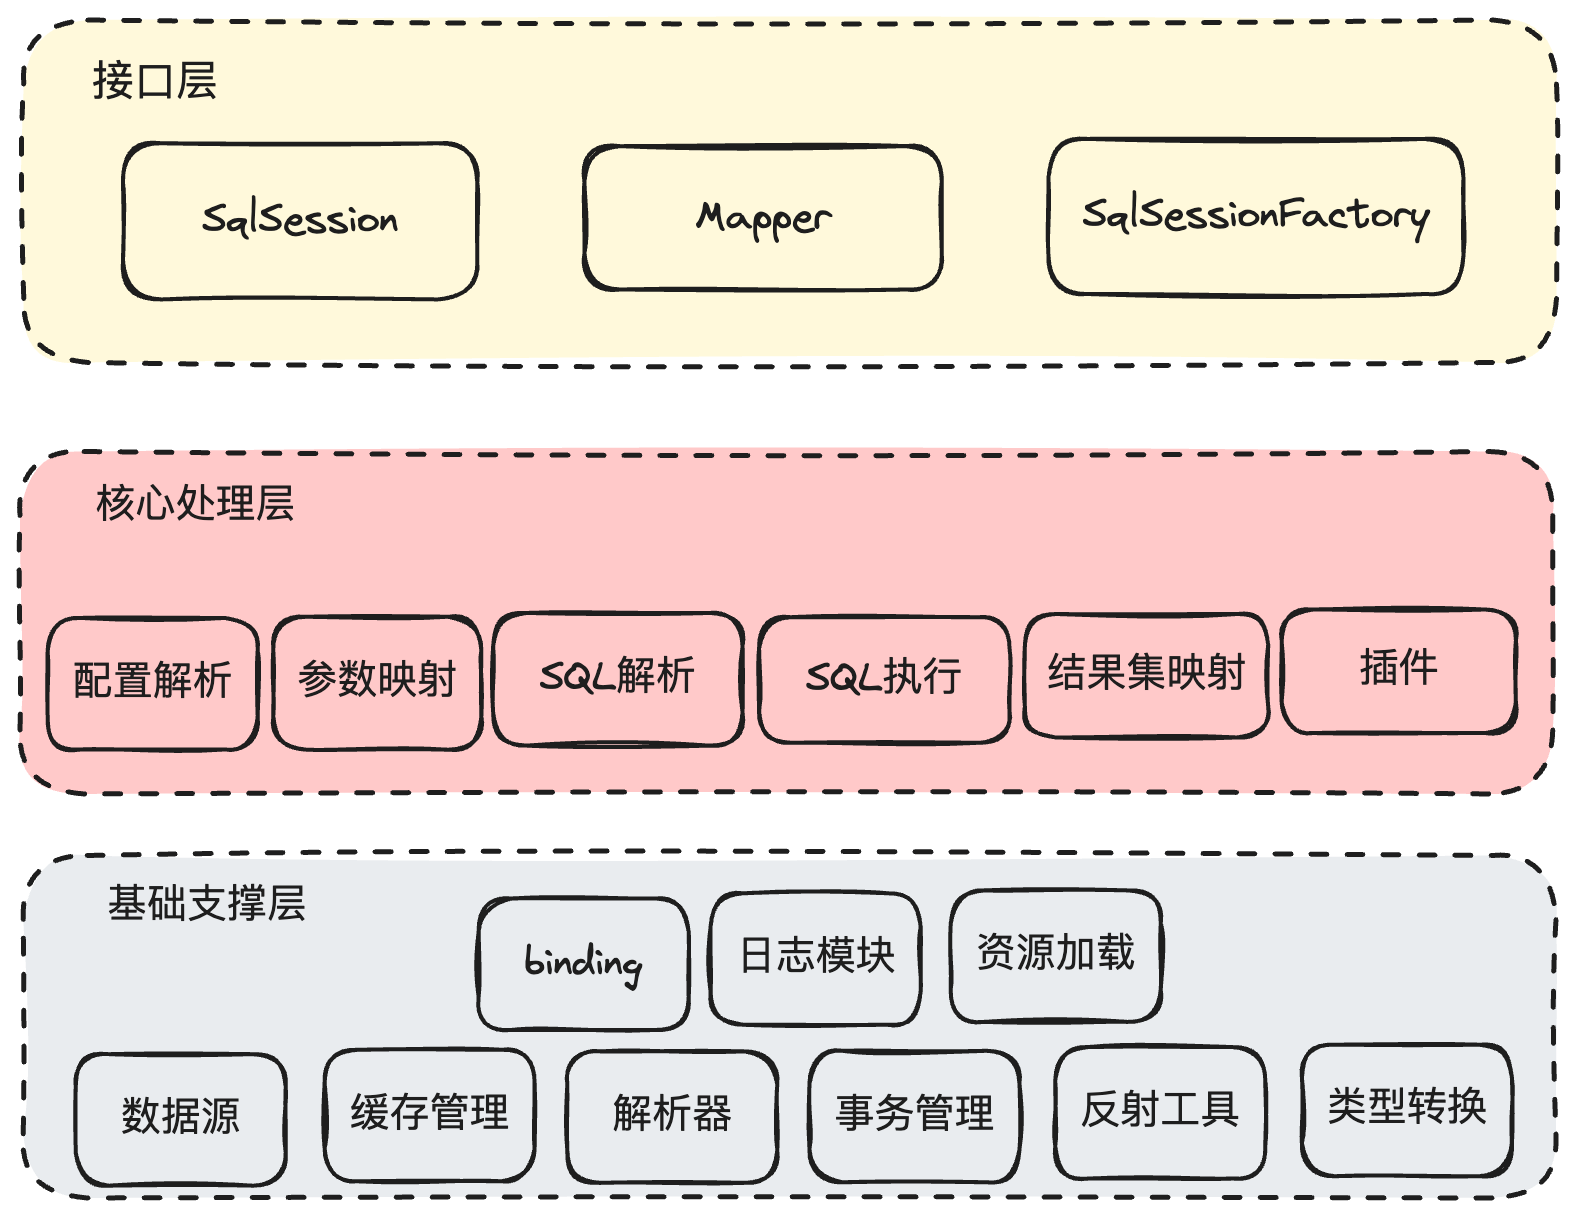 接口层
SqlSession
Mapper
SqlSessionFactory
核心处理层
配置解析
参数映射
SQL解析
SQL执行
结果集映射
插件
基础支撑层
binding
日志模块
资源加载
数据源
缓存管理
解析器
事务管理
反射工具
类型转换